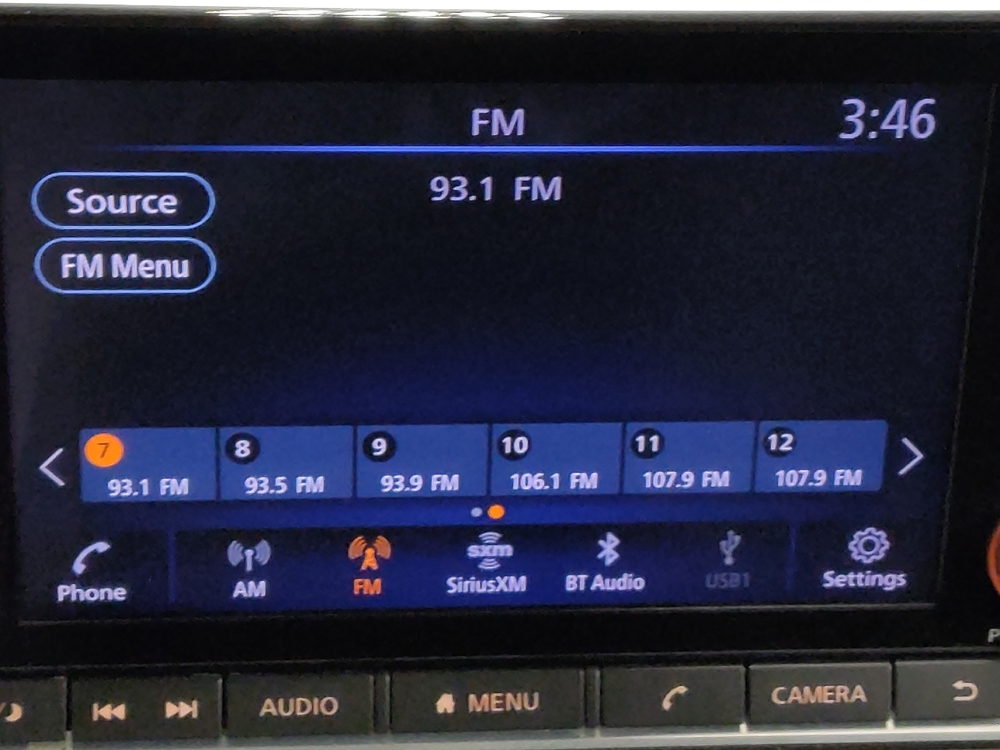 FM
3:46
Source
93.1 FM
FM Menu
7 8 9 10 11 12
93.1 FM 93.5 FM 93.9 FM 106.1 FM 107.9 FM 107.9 FM
sxm
Phone AM FM SiriusXM BT Audio USB1 Settings
AUDIO MENU CAMERA